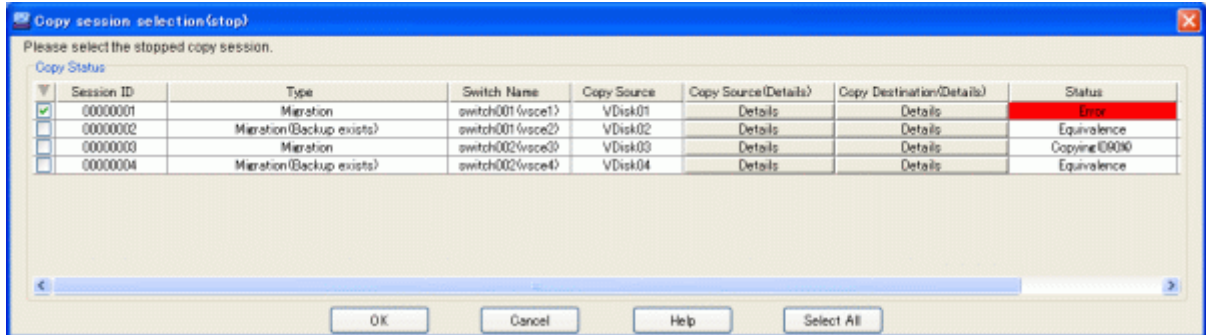 Copy session selection(stop)
Please select the stopped copy session.
Copy Status
Session ID Type Switch Name Copy Source Copy Source(Details) Copy Destination(Details) Status
00000001 Migration switch001(vsce1) VDisk01 Details Details Error
00000002 Migration(Backup exists) switch001(vsce2) VDisk02 Details Details Equivalence
00000003 Migration switch002(vsce3) VDisk03 Details Details Copying(090%)
00000004 Migration(Backup exists) switch002(vsce4) VDisk04 Details Details Equivalence
OK Cancel Help Select All